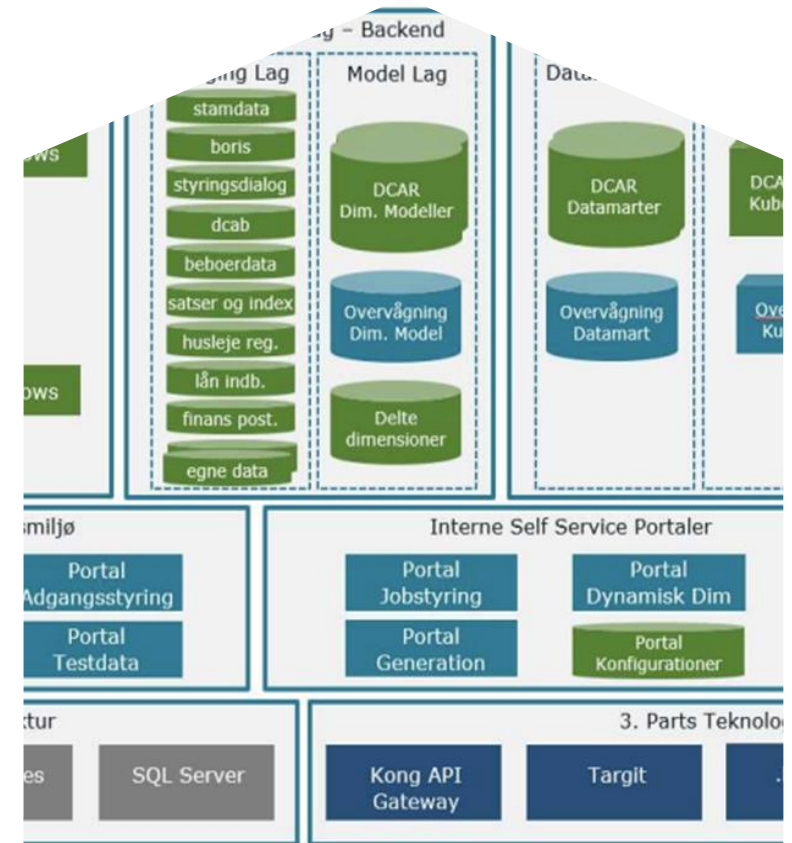 – Backend
Lag
Model Lag
stamdata
boris
styringsdialog
dcab
beboerdata
satser og index
husleje reg.
lån indb.
finans post.
egne data
DCAR
Dim. Modeller
Overvågning
Dim. Model
Delte
dimensioner
DCAR
Datamarter
Overvågning
Datamart
Portal
Adgangsstyring
Portal
Testdata
Interne Self Service Portaler
Portal
Jobstyring
Portal
Dynamisk Dim
Portal
Generation
Portal
Konfigurationer
SQL Server
3. Parts
Kong API
Gateway
Targit